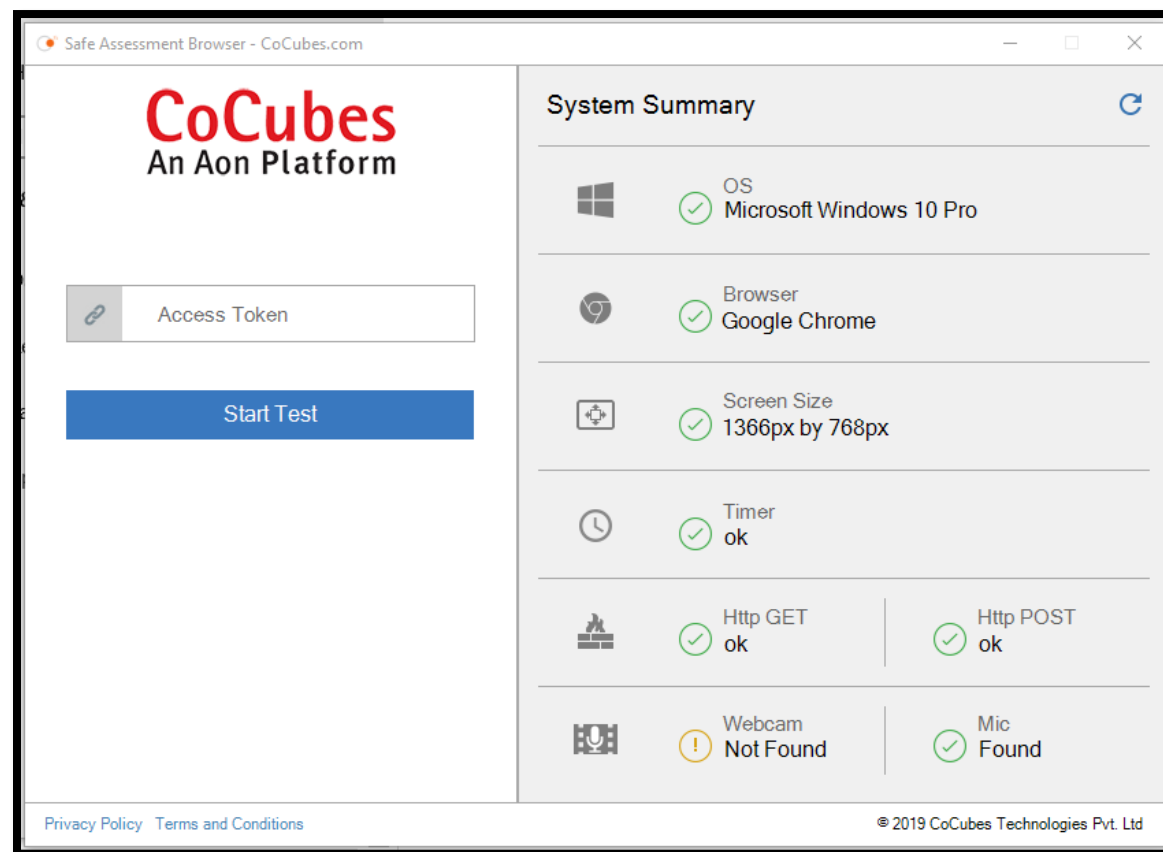 Safe Assessment Browser - CoCubes.com
CoCubes
An Aon Platform
Access Token
Start Test
System Summary
OS
Microsoft Windows 10 Pro
Browser
Google Chrome
Screen Size
1366px by 768px
Timer
ok
Http GET
ok
Http POST
ok
Webcam
Not Found
Mic
Found
Privacy Policy Terms and Conditions
© 2019 CoCubes Technologies Pvt. Ltd